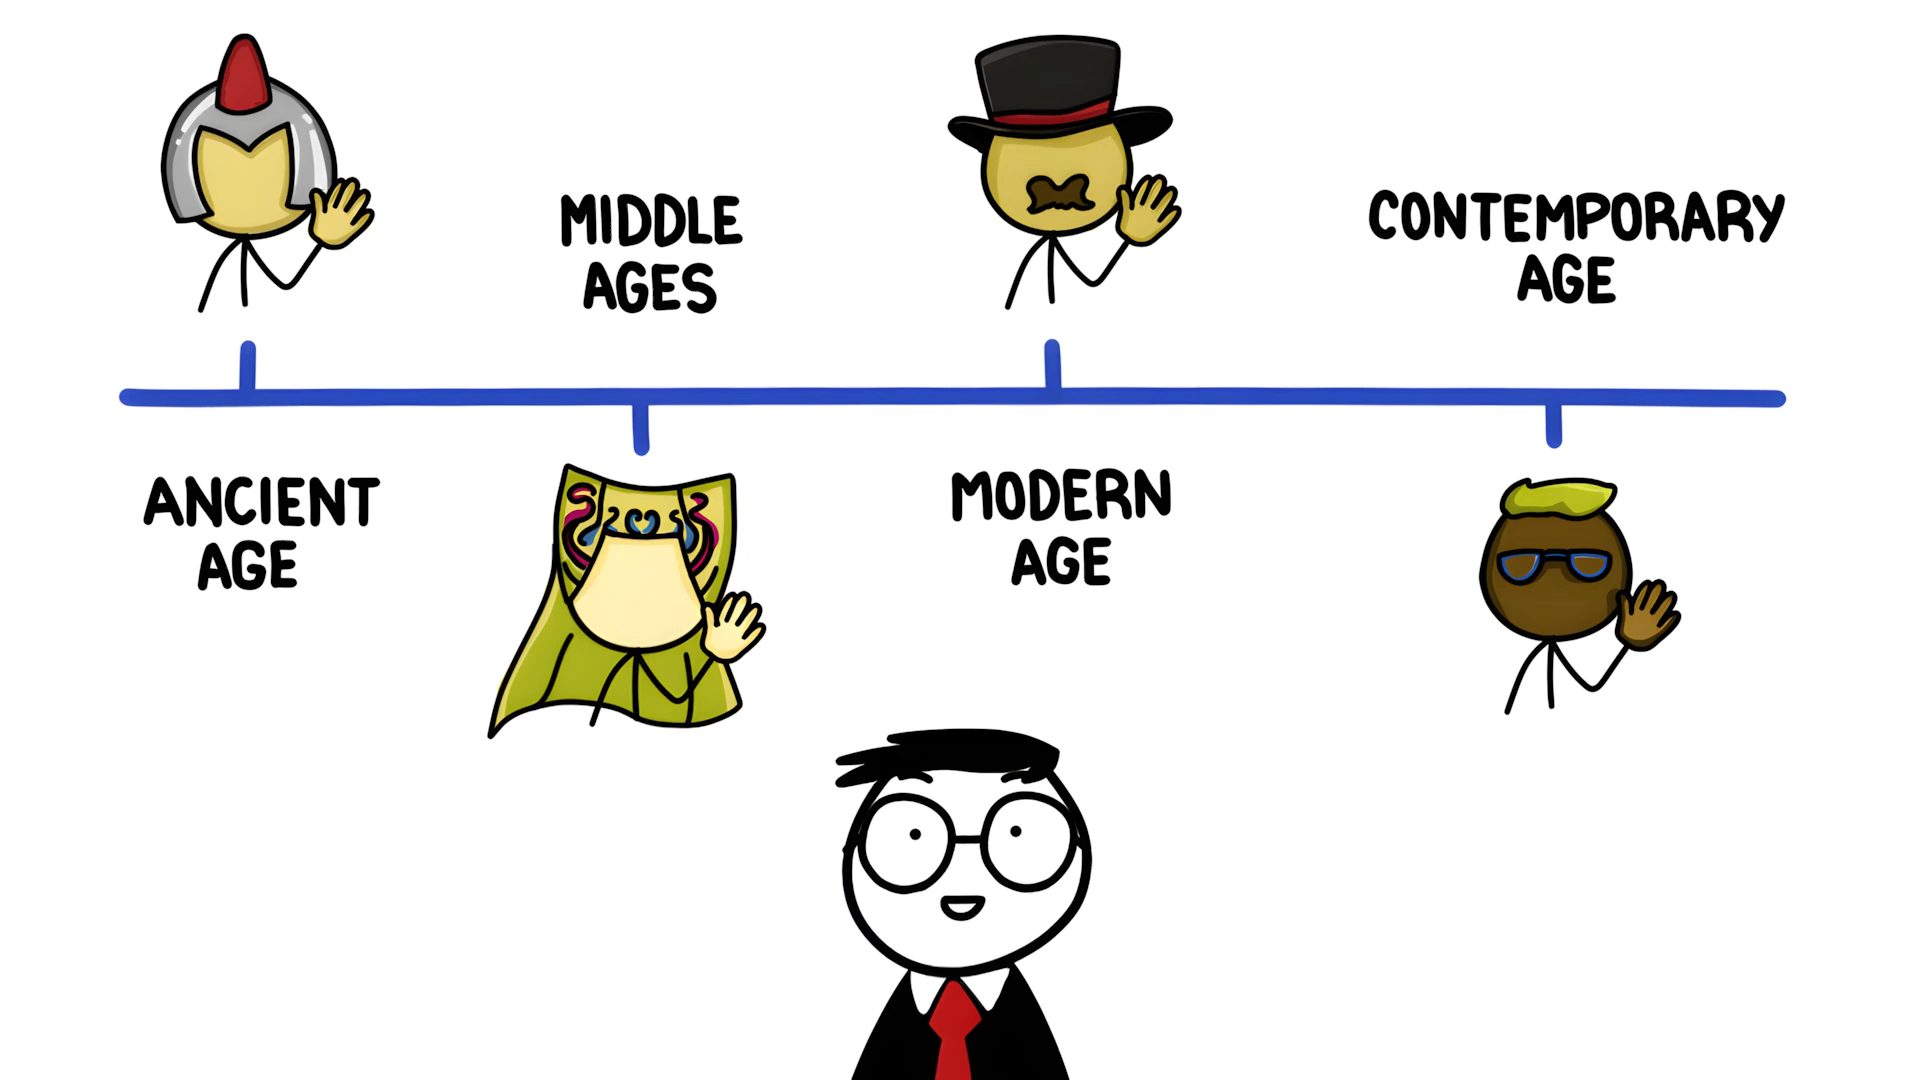 MIDDLE
AGES
CONTEMPORARY
AGE
ANCIENT
AGE
MODERN
AGE